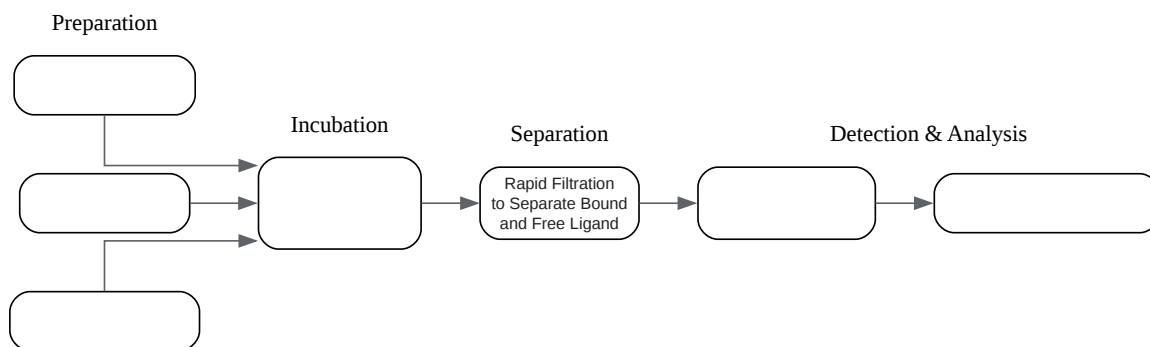 Preparation
Incubation
Separation
Detection & Analysis
Rapid Filtration
to Separate Bound
and Free Ligand